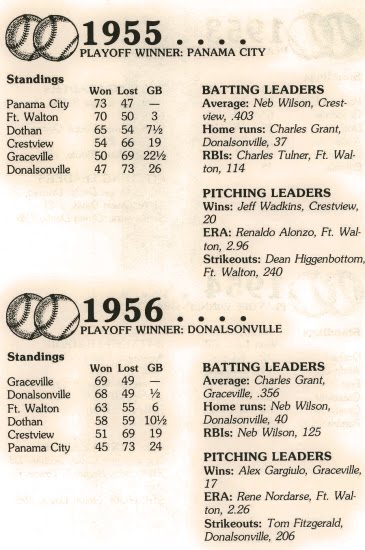 1955 . . . .
PLAYOFF WINNER: PANAMA CITY
Standings
Won Lost GB
Panama City 73 47 —
Ft. Walton 70 50 3
Dothan 65 54 7½
Crestview 54 66 19
Graceville 50 69 22½
Donalsonville 47 73 26
BATTING LEADERS
Average: Neb Wilson, Crest-
view, .403
Home runs: Charles Grant,
Donalsonville, 37
RBIs: Charles Tulner, Ft. Wal-
ton, 114
PITCHING LEADERS
Wins: Jeff Wadkins, Crestview,
20
ERA: Renaldo Alonzo, Ft. Wal-
ton, 2.96
Strikeouts: Dean Higgenbottom,
Ft. Walton, 240
1956 . . . .
PLAYOFF WINNER: DONALSONVILLE
Standings
Won Lost GB
Graceville 69 49 —
Donalsonville 68 49 ½
Ft. Walton 63 55 6
Dothan 58 59 10½
Crestview 51 69 19
Panama City 45 73 24
BATTING LEADERS
Average: Charles Grant,
Graceville, .356
Home runs: Neb Wilson,
Donalsonville, 40
RBIs: Neb Wilson, 125
PITCHING LEADERS
Wins: Alex Gargiulo, Graceville,
17
ERA: Rene Nordarse, Ft. Wal-
ton, 2.26
Strikeouts: Tom Fitzgerald,
Donalsonville, 206